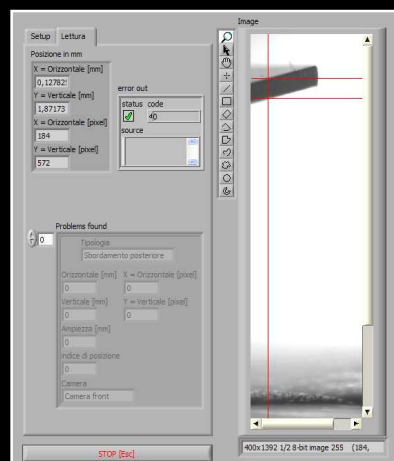 Setup
Lettura
Posizione in mm
X = Orizzontale [mm]
0,12782
Y = Verticale [mm]
1,87173
X = Orizzontale [pixel]
184
Y = Verticale [pixel]
572
error out
status code
0
source
Problems found
0
Tipologia
Sbordamento posteriore
Orizzontale [mm] X = Orizzontale [pixel]
0 0
Verticale [mm] Y = Verticale [pixel]
0 0
Ampiezza [mm]
0
Indice di posizione
0
Camera
Camera front
STOP [Esc]
Image
400x1392 1/2 8-bit image 255 (184,